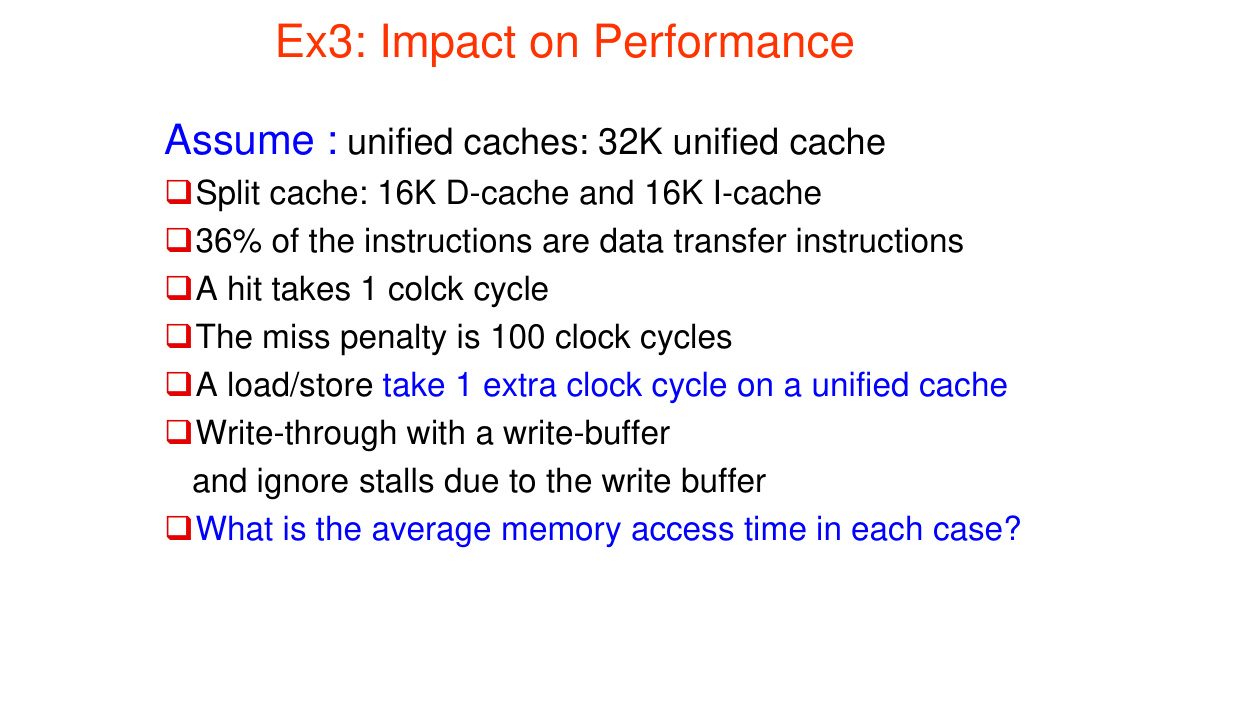 Ex3: Impact on Performance
Assume : unified caches: 32K unified cache
❑Split cache: 16K D-cache and 16K I-cache
❑36% of the instructions are data transfer instructions
❑A hit takes 1 colck cycle
❑The miss penalty is 100 clock cycles
❑A load/store take 1 extra clock cycle on a unified cache
❑Write-through with a write-buffer
and ignore stalls due to the write buffer
❑What is the average memory access time in each case?